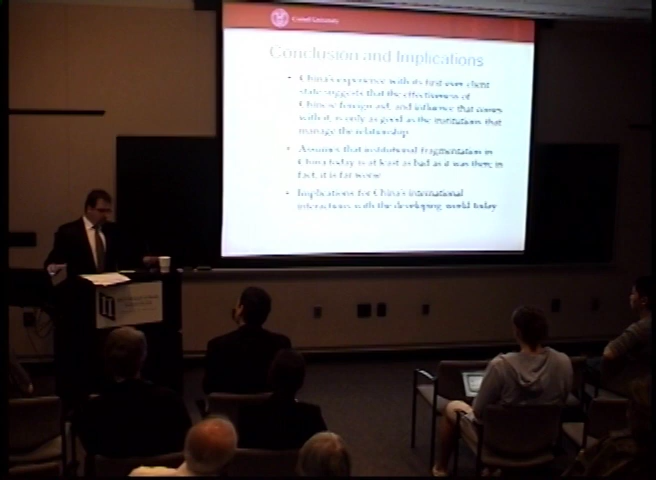 Cornell University
Conclusion and Implications
• China's experience with its first-ever client
state suggests that the effectiveness of
Chinese foreign aid, and influence that comes
with it, is only as good as the institutions that
manage the relationship
• Assumes that institutional fragmentation in
China today is at least as bad as it was then; in
fact, it is far worse
• Implications for China's international
interactions with the developing world today